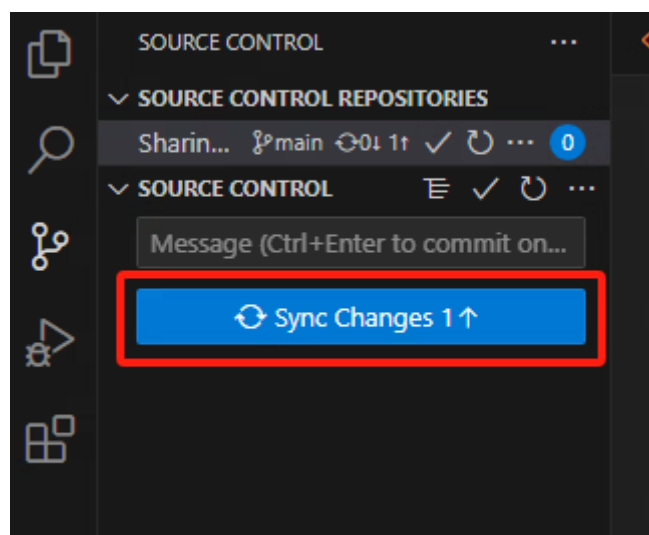 SOURCE CONTROL
SOURCE CONTROL REPOSITORIES
Sharin... main 0↓ 1↑ 0
SOURCE CONTROL
Message (Ctrl+Enter to commit on...
Sync Changes 1↑